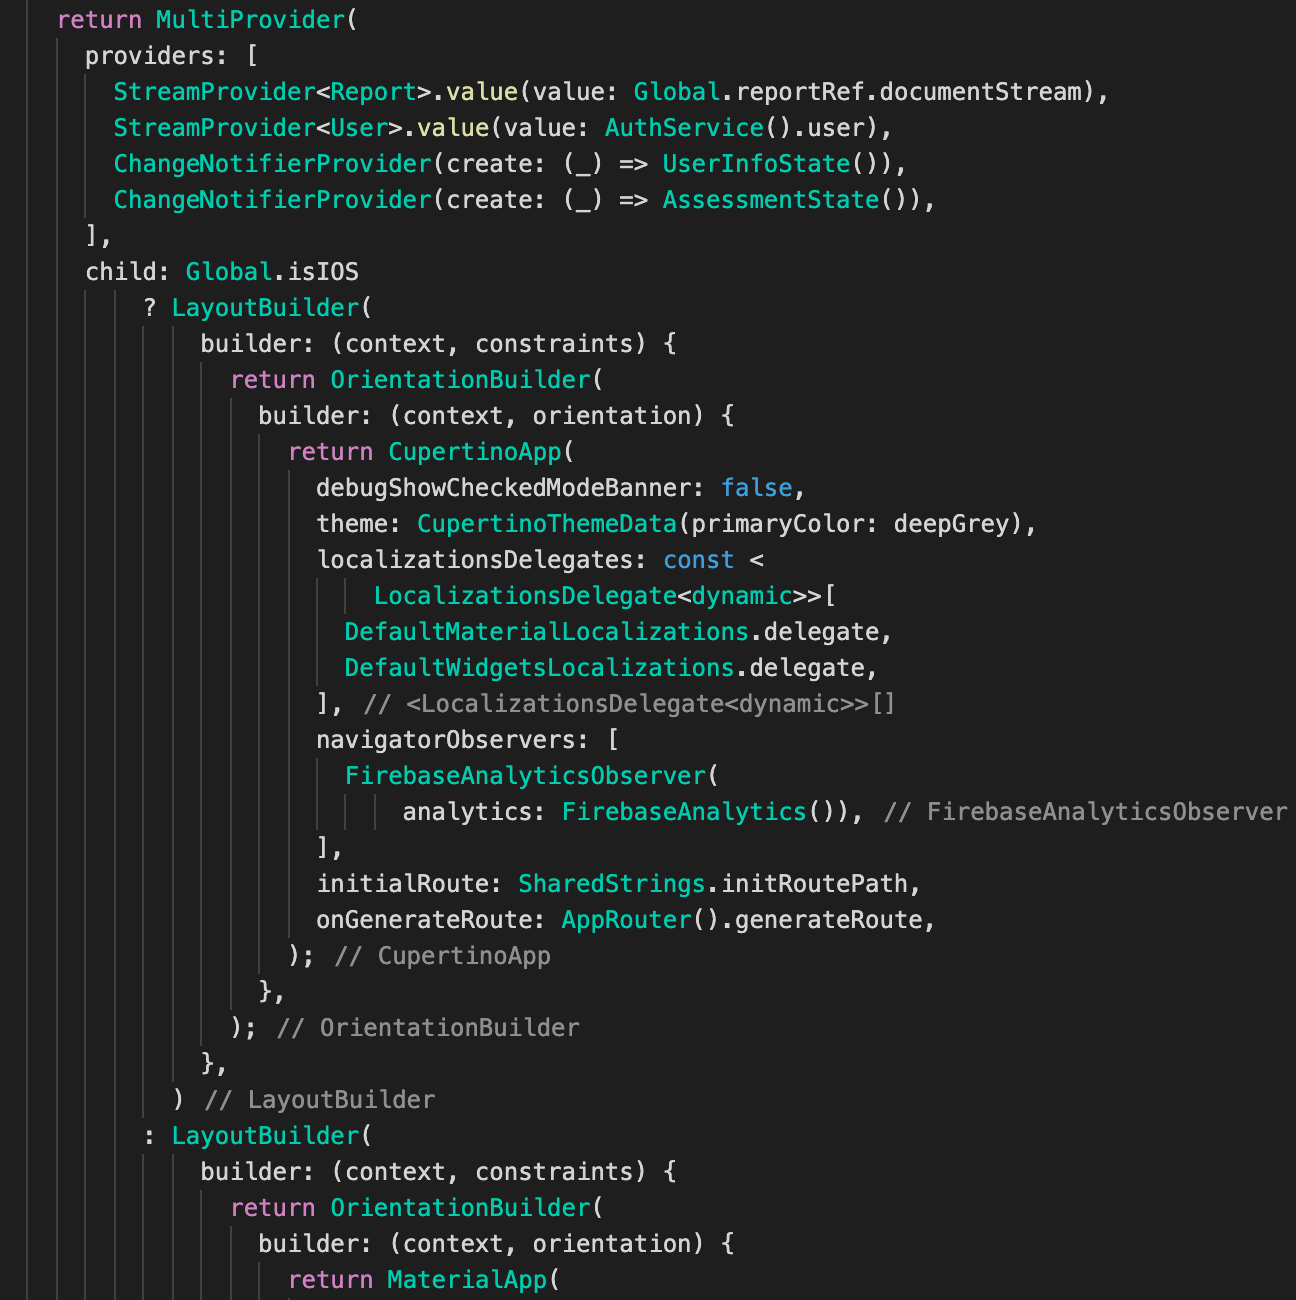 return MultiProvider(
providers: [
StreamProvider<Report>.value(value: Global.reportRef.documentStream),
StreamProvider<User>.value(value: AuthService().user),
ChangeNotifierProvider(create: (_) => UserInfoState()),
ChangeNotifierProvider(create: (_) => AssessmentState()),
],
child: Global.isIOS
? LayoutBuilder(
builder: (context, constraints) {
return OrientationBuilder(
builder: (context, orientation) {
return CupertinoApp(
debugShowCheckedModeBanner: false,
theme: CupertinoThemeData(primaryColor: deepGrey),
localizationsDelegates: const <
LocalizationsDelegate<dynamic>>[
DefaultMaterialLocalizations.delegate,
DefaultWidgetsLocalizations.delegate,
], // <LocalizationsDelegate<dynamic>>[]
navigatorObservers: [
FirebaseAnalyticsObserver(
analytics: FirebaseAnalytics()), // FirebaseAnalyticsObserver
],
initialRoute: SharedStrings.initRoutePath,
onGenerateRoute: AppRouter().generateRoute,
); // CupertinoApp
},
); // OrientationBuilder
},
) // LayoutBuilder
: LayoutBuilder(
builder: (context, constraints) {
return OrientationBuilder(
builder: (context, orientation) {
return MaterialApp(